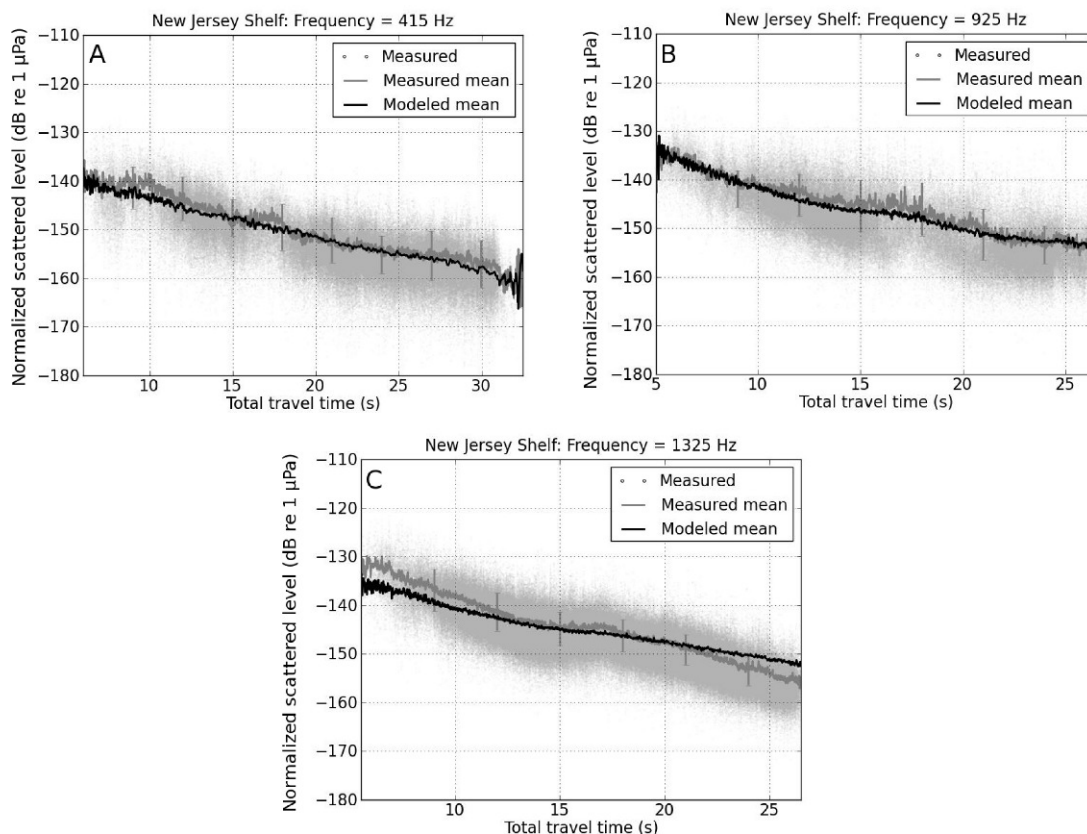 New Jersey Shelf: Frequency = 415 Hz
A
Measured
Measured mean
Modeled mean
Normalized scattered level (dB re 1 μPa)
−110
−120
−130
−140
−150
−160
−170
−180
10
15
20
25
30
Total travel time (s)
New Jersey Shelf: Frequency = 925 Hz
B
Measured
Measured mean
Modeled mean
Normalized scattered level (dB re 1 μPa)
−110
−120
−130
−140
−150
−160
−170
−180
5
10
15
20
25
Total travel time (s)
New Jersey Shelf: Frequency = 1325 Hz
C
Measured
Measured mean
Modeled mean
Normalized scattered level (dB re 1 μPa)
−110
−120
−130
−140
−150
−160
−170
−180
10
15
20
25
Total travel time (s)